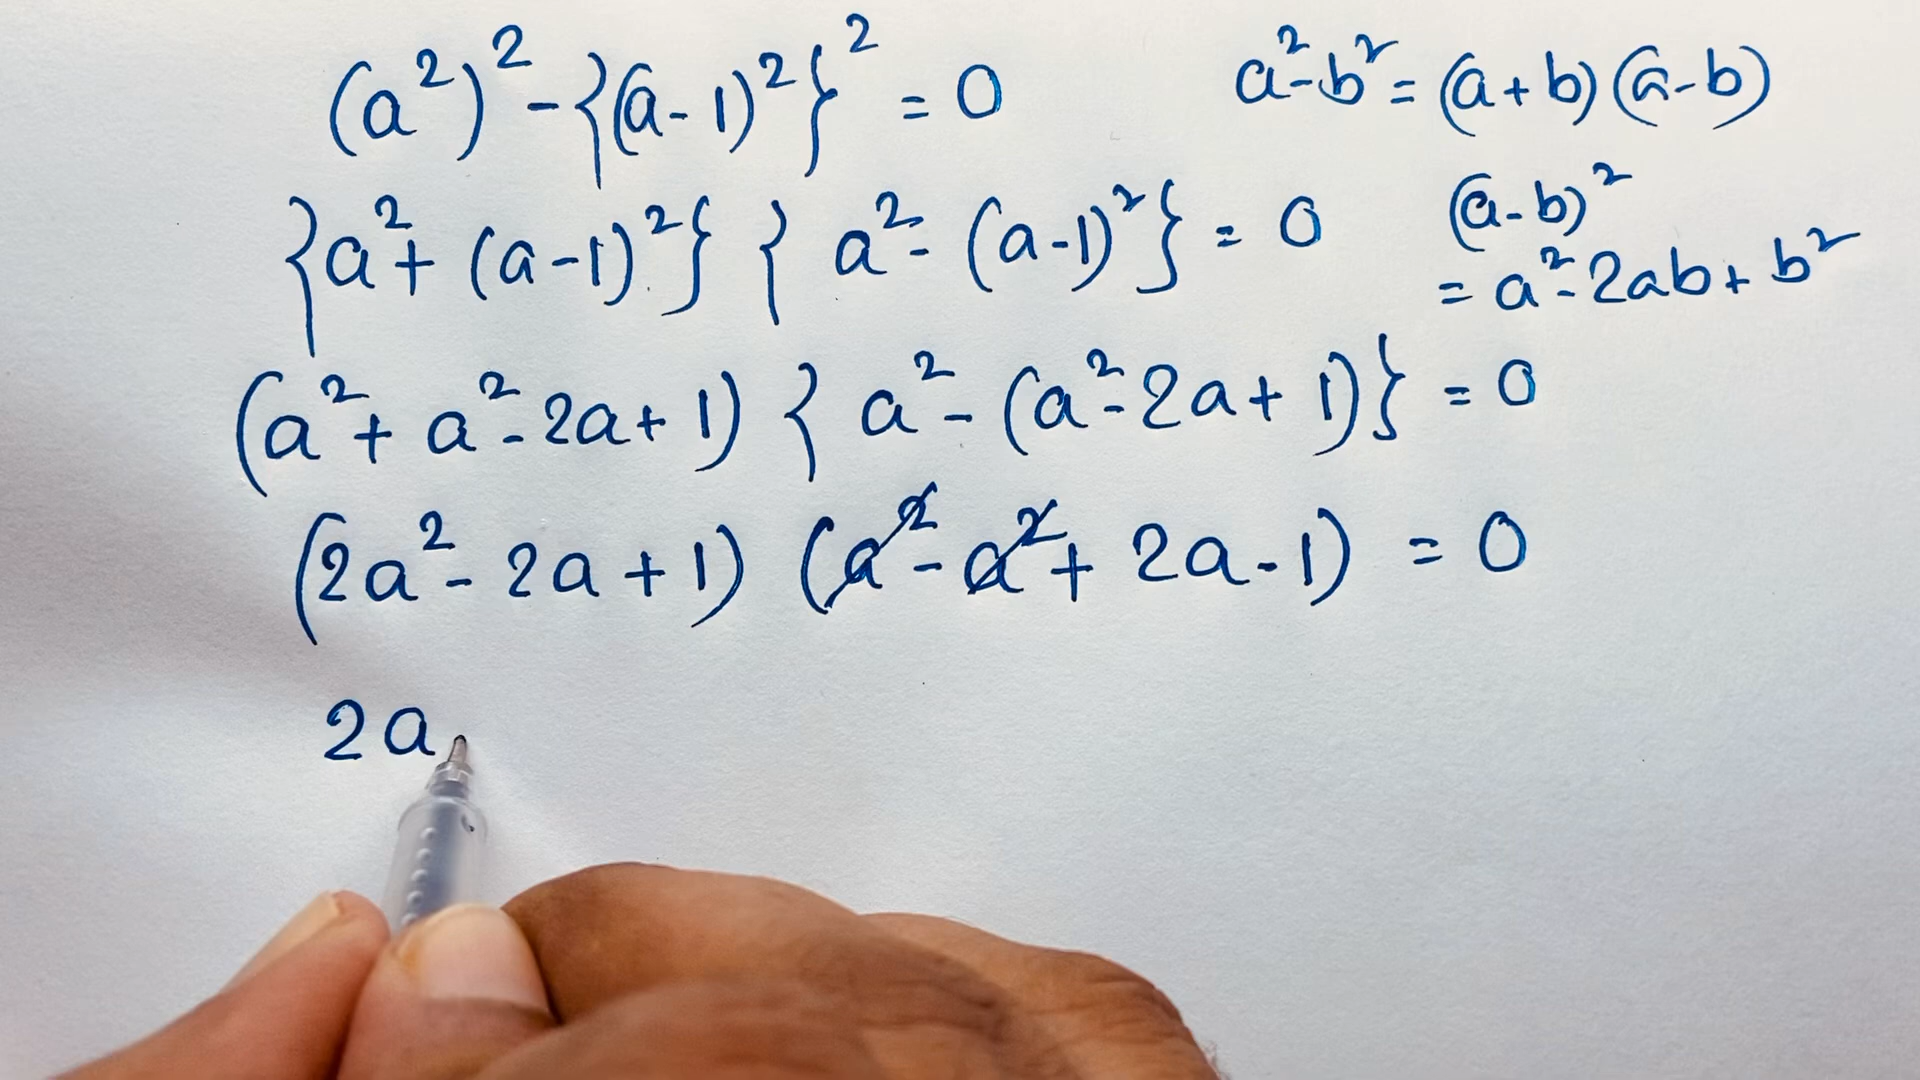 (a²)² - {(a-1)²}² = 0
a²-b² = (a+b)(a-b)
{a²+ (a-1)²} { a² - (a-1)²} = 0
(a-b)²
= a²-2ab+b²
(a²+ a²-2a+1) { a² - (a²-2a+1)} = 0
(2a² - 2a+1) (a² - a² + 2a-1) = 0
2a